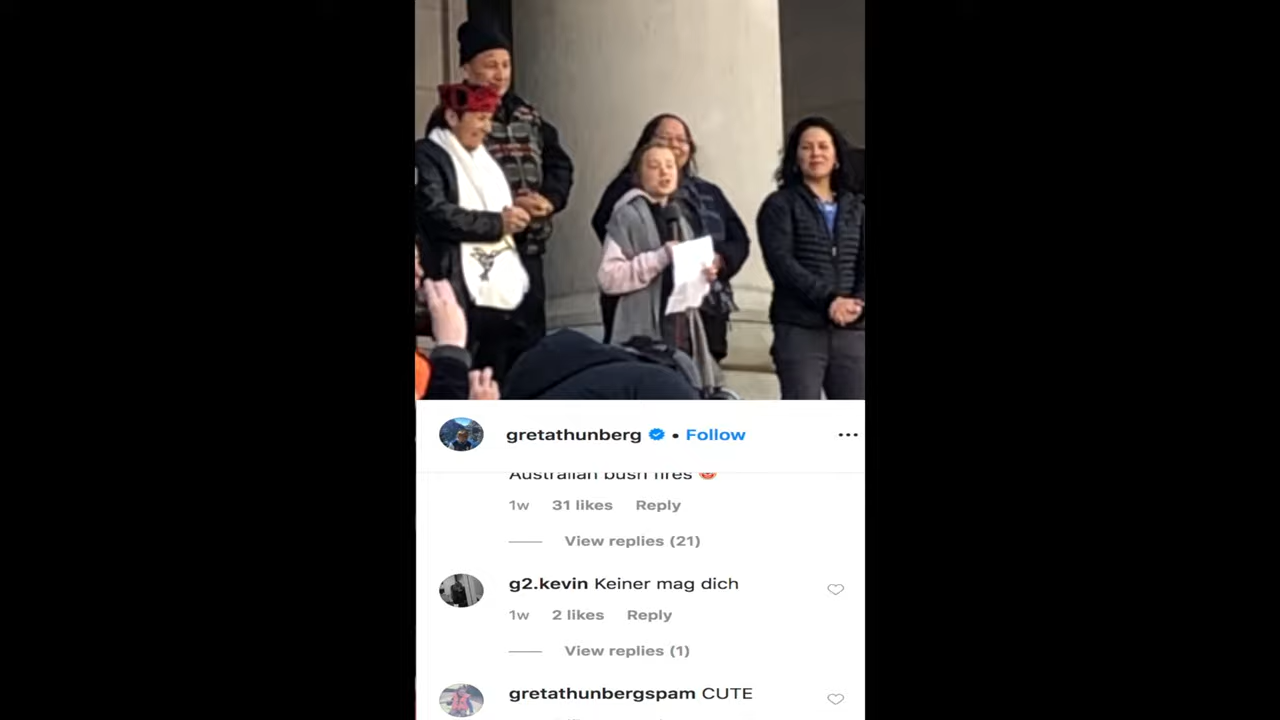 gretathunberg • Follow
Australian bush fires 😡
1w 31 likes Reply
View replies (21)
g2.kevin Keiner mag dich
1w 2 likes Reply
View replies (1)
gretathunbergspam CUTE